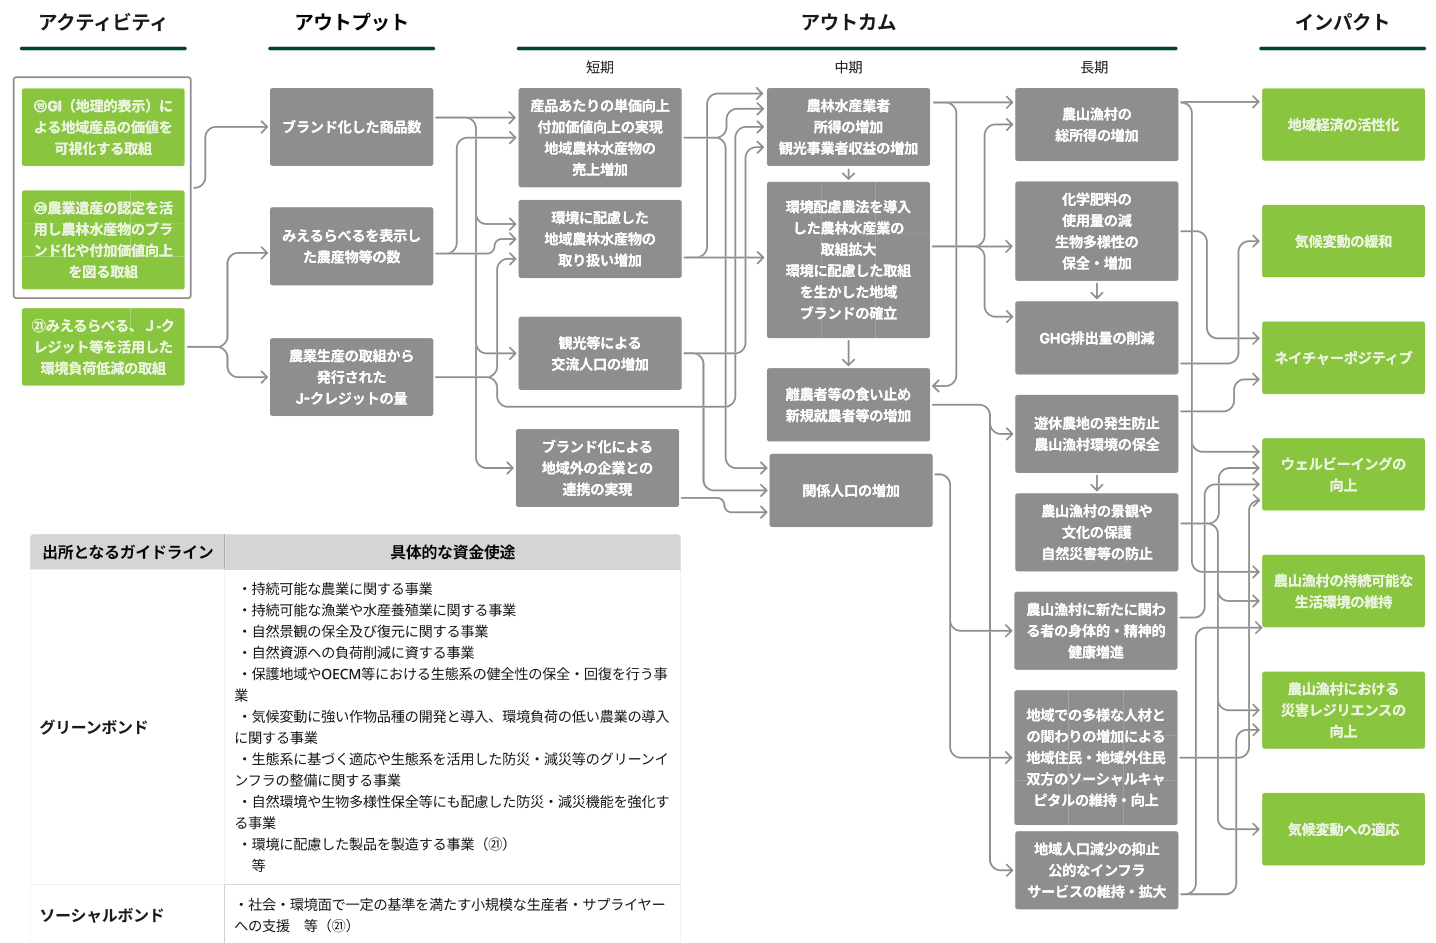 アクティビティ
アウトプット
アウトカム
インパクト
短期
中期
長期
⑲GI（地理的表示）に
よる地域産品の価値を
可視化する取組
⑳農業遺産の認定を活
用し農林水産物のブラ
ンド化や付加価値向上
を図る取組
㉑みえるらべる、Ｊ-ク
レジット等を活用した
環境負荷低減の取組
ブランド化した商品数
みえるらべるを表示し
た農産物等の数
農業生産の取組から
発行された
J-クレジットの量
産品あたりの単価向上
付加価値向上の実現
地域農林水産物の
売上増加
環境に配慮した
地域農林水産物の
取り扱い増加
観光等による
交流人口の増加
ブランド化による
地域外の企業との
連携の実現
農林水産業者
所得の増加
観光事業者収益の増加
環境配慮農法を導入
した農林水産業の
取組拡大
環境に配慮した取組
を生かした地域
ブランドの確立
離農者等の食い止め
新規就農者等の増加
関係人口の増加
農山漁村の
総所得の増加
化学肥料の
使用量の減
生物多様性の
保全・増加
GHG排出量の削減
遊休農地の発生防止
農山漁村環境の保全
農山漁村の景観や
文化の保護
自然災害等の防止
農山漁村に新たに関わ
る者の身体的・精神的
健康増進
地域での多様な人材と
の関わりの増加による
地域住民・地域外住民
双方のソーシャルキャ
ピタルの維持・向上
地域人口減少の抑止
公的なインフラ
サービスの維持・拡大
地域経済の活性化
気候変動の緩和
ネイチャーポジティブ
ウェルビーイングの
向上
農山漁村の持続可能な
生活環境の維持
農山漁村における
災害レジリエンスの
向上
気候変動への適応
出所となるガイドライン
具体的な資金使途
グリーンボンド
・持続可能な農業に関する事業
・持続可能な漁業や水産養殖業に関する事業
・自然景観の保全及び復元に関する事業
・自然資源への負荷削減に資する事業
・保護地域やOECM等における生態系の健全性の保全・回復を行う事
業
・気候変動に強い作物品種の開発と導入、環境負荷の低い農業の導入
に関する事業
・生態系に基づく適応や生態系を活用した防災・減災等のグリーンイ
ンフラの整備に関する事業
・自然環境や生物多様性保全等にも配慮した防災・減災機能を強化す
る事業
・環境に配慮した製品を製造する事業（㉑）
等
ソーシャルボンド
・社会・環境面で一定の基準を満たす小規模な生産者・サプライヤー
への支援　等（㉑）